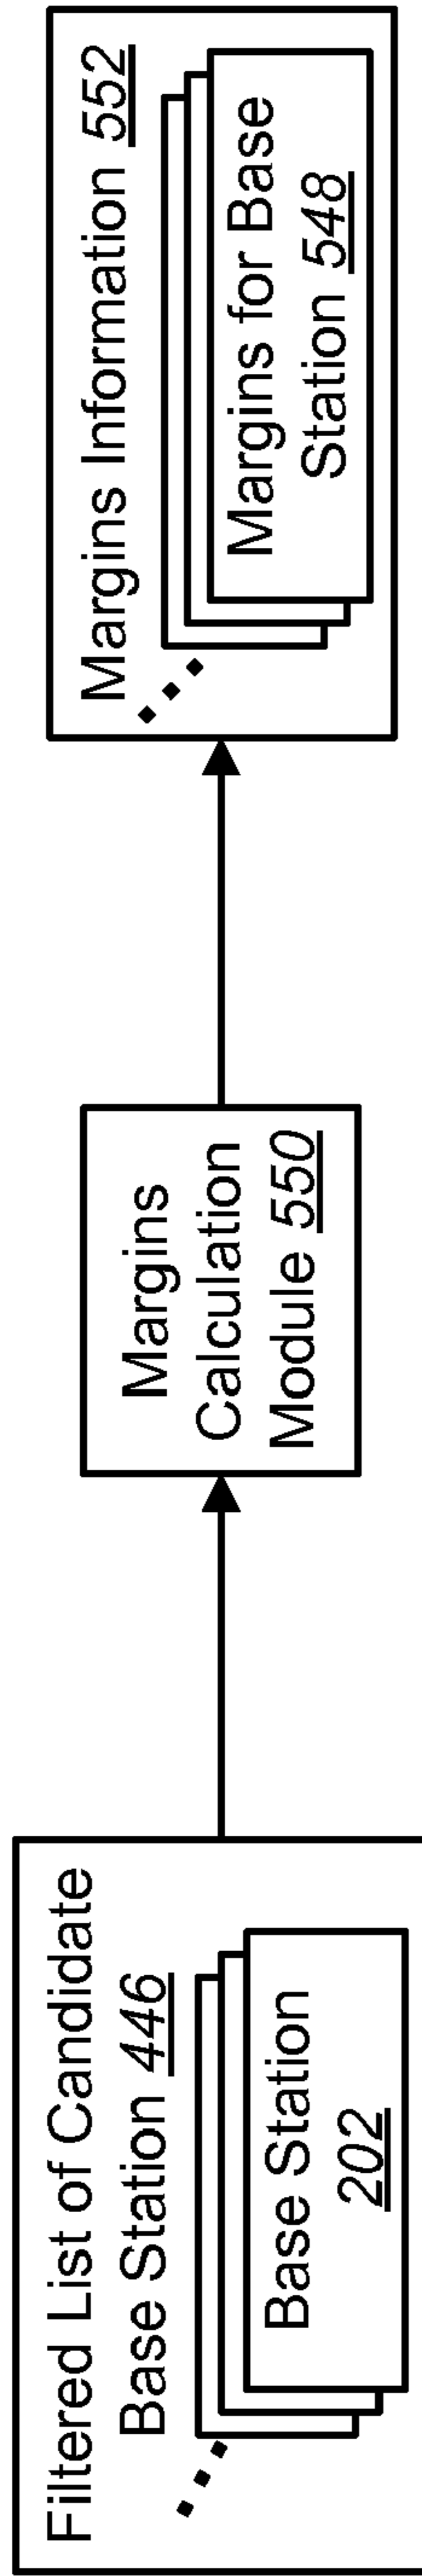 Filtered List of Candidate
Base Station 446
Base Station
202
Margins
Calculation
Module 550
Margins Information 552
Margins for Base
Station 548